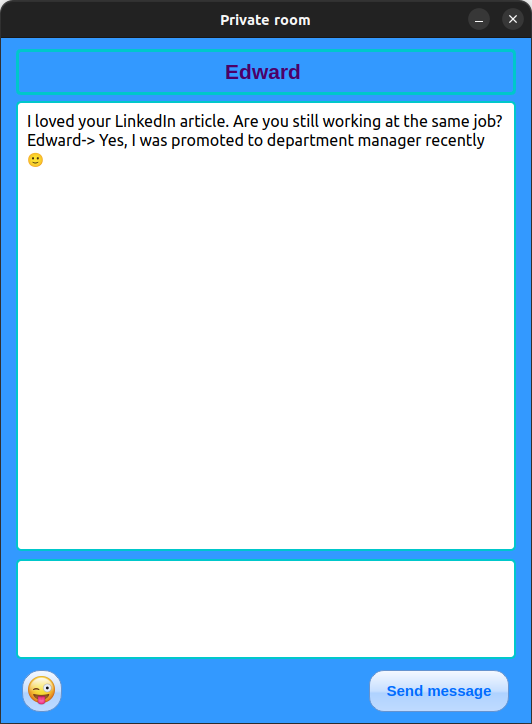 Private room
Edward
I loved your LinkedIn article. Are you still working at the same job?
Edward-> Yes, I was promoted to department manager recently
🙂
Send message